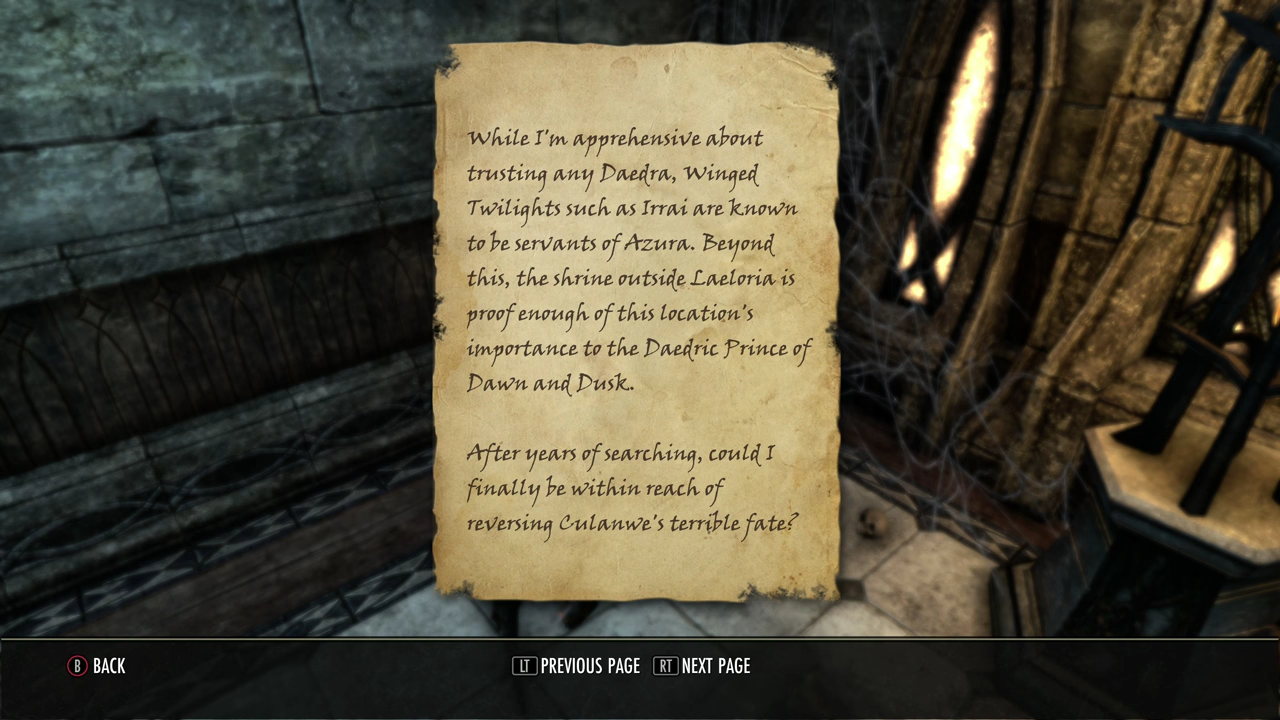 While I'm apprehensive about
trusting any Daedra, Winged
Twilights such as Irrai are known
to be servants of Azura. Beyond
this, the shrine outside Laeloria is
proof enough of this location's
importance to the Daedric Prince of
Dawn and Dusk.
After years of searching, could I
finally be within reach of
reversing Culanwe's terrible fate?
B BACK LT PREVIOUS PAGE RT NEXT PAGE